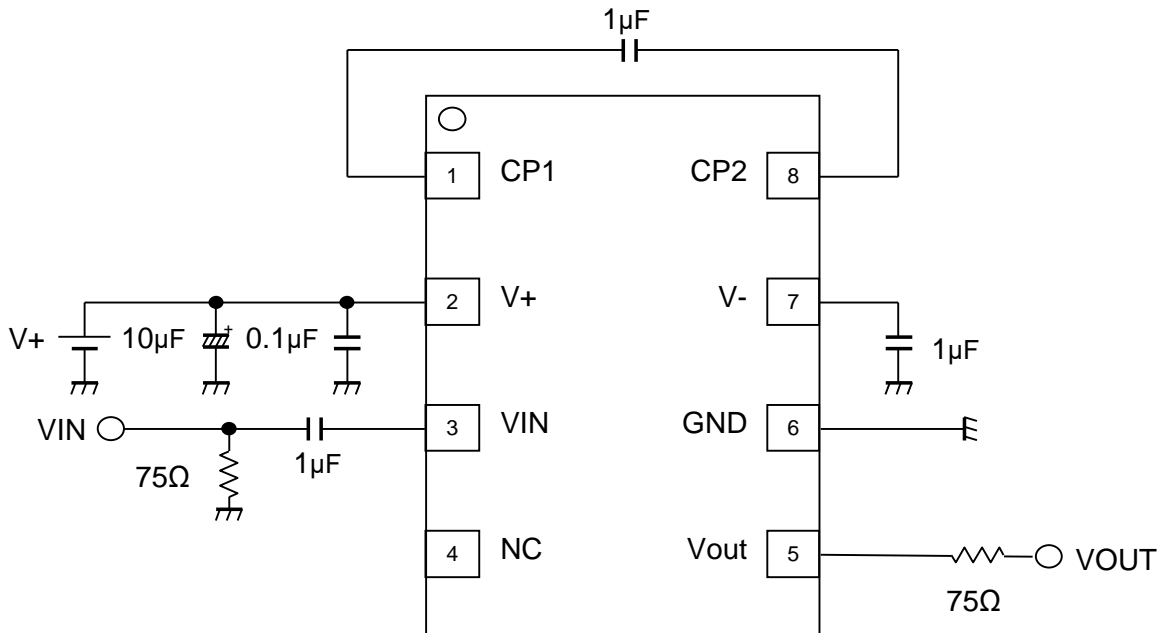 1µF
1 CP1 CP2 8
2 V+ V- 7
V+ 10µF + 0.1µF 1µF
VIN 3 VIN GND 6
75Ω 1µF
4 NC Vout 5 VOUT
75Ω